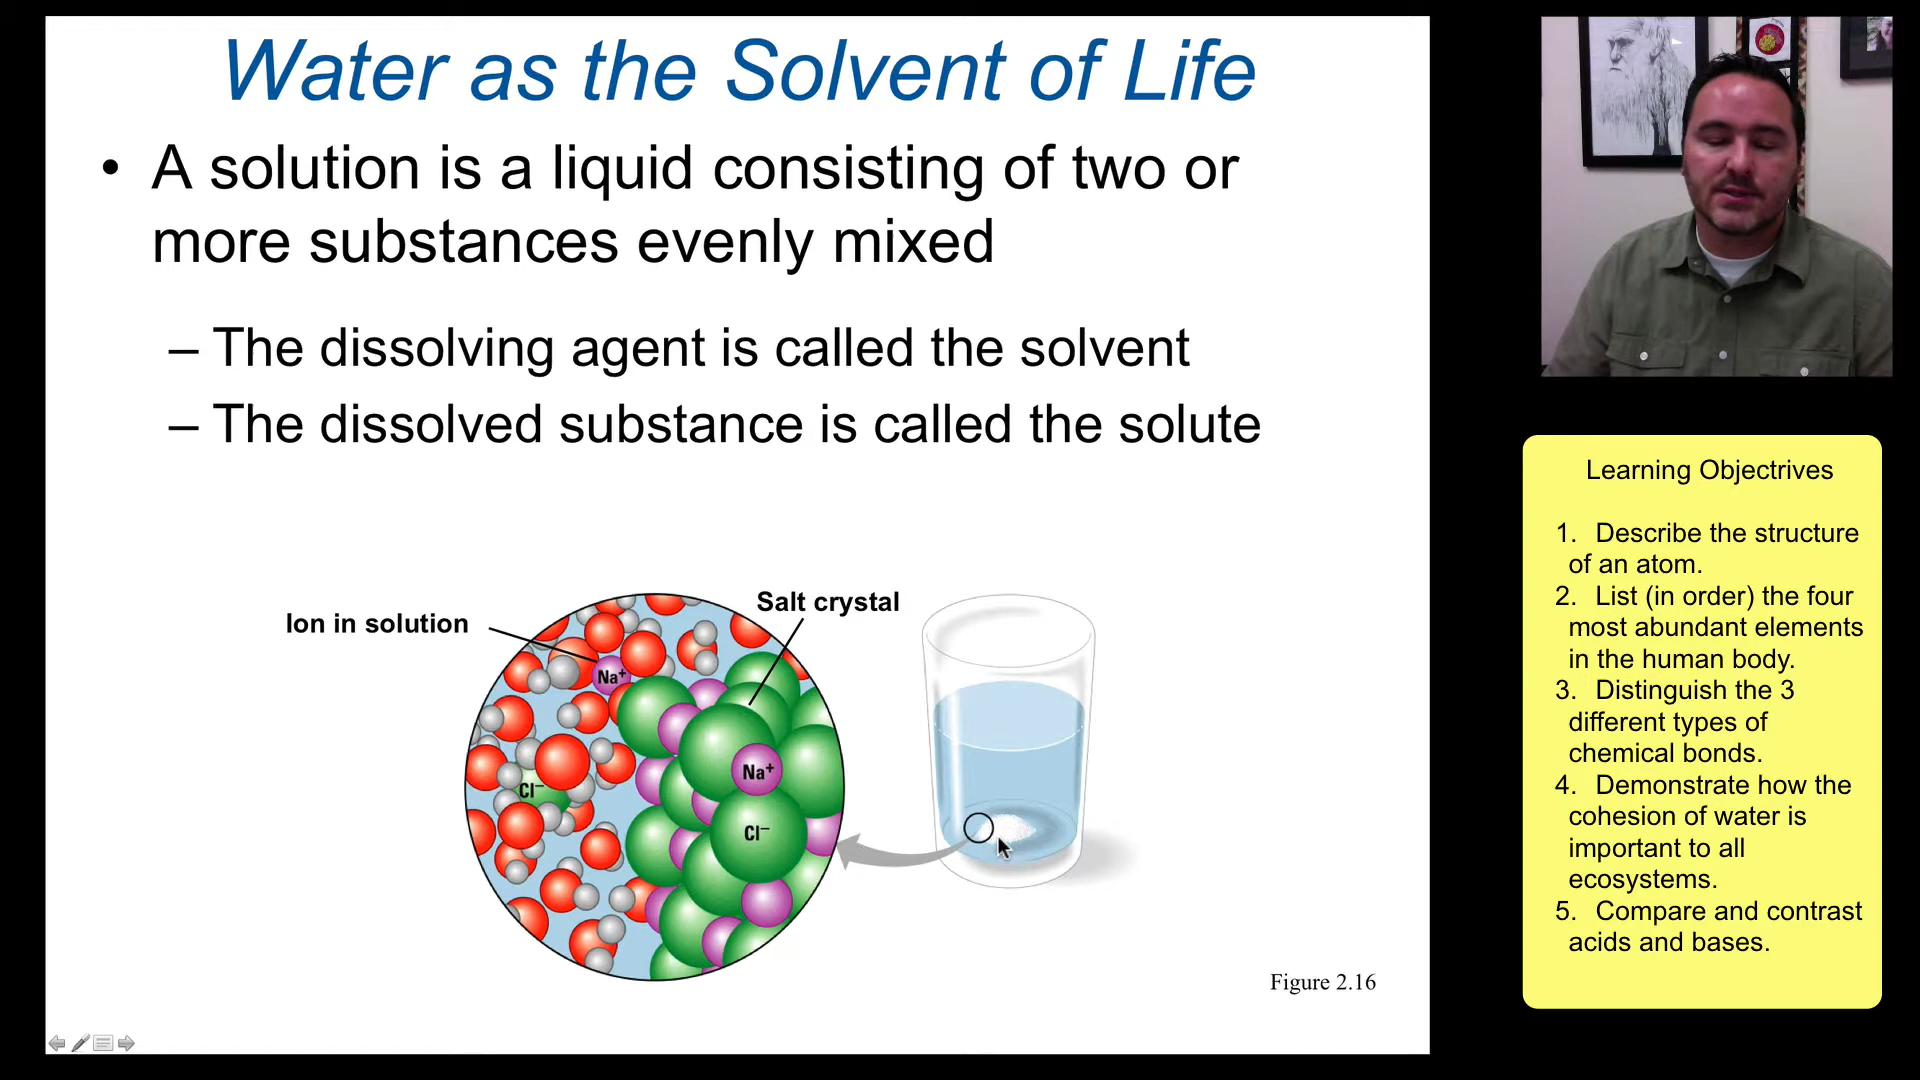 Water as the Solvent of Life
• A solution is a liquid consisting of two or
more substances evenly mixed
– The dissolving agent is called the solvent
– The dissolved substance is called the solute
Ion in solution
Salt crystal
Na⁺
Na⁺
Cl⁻
Cl⁻
Figure 2.16
Learning Objectrives
1. Describe the structure
of an atom.
2. List (in order) the four
most abundant elements
in the human body.
3. Distinguish the 3
different types of
chemical bonds.
4. Demonstrate how the
cohesion of water is
important to all
ecosystems.
5. Compare and contrast
acids and bases.